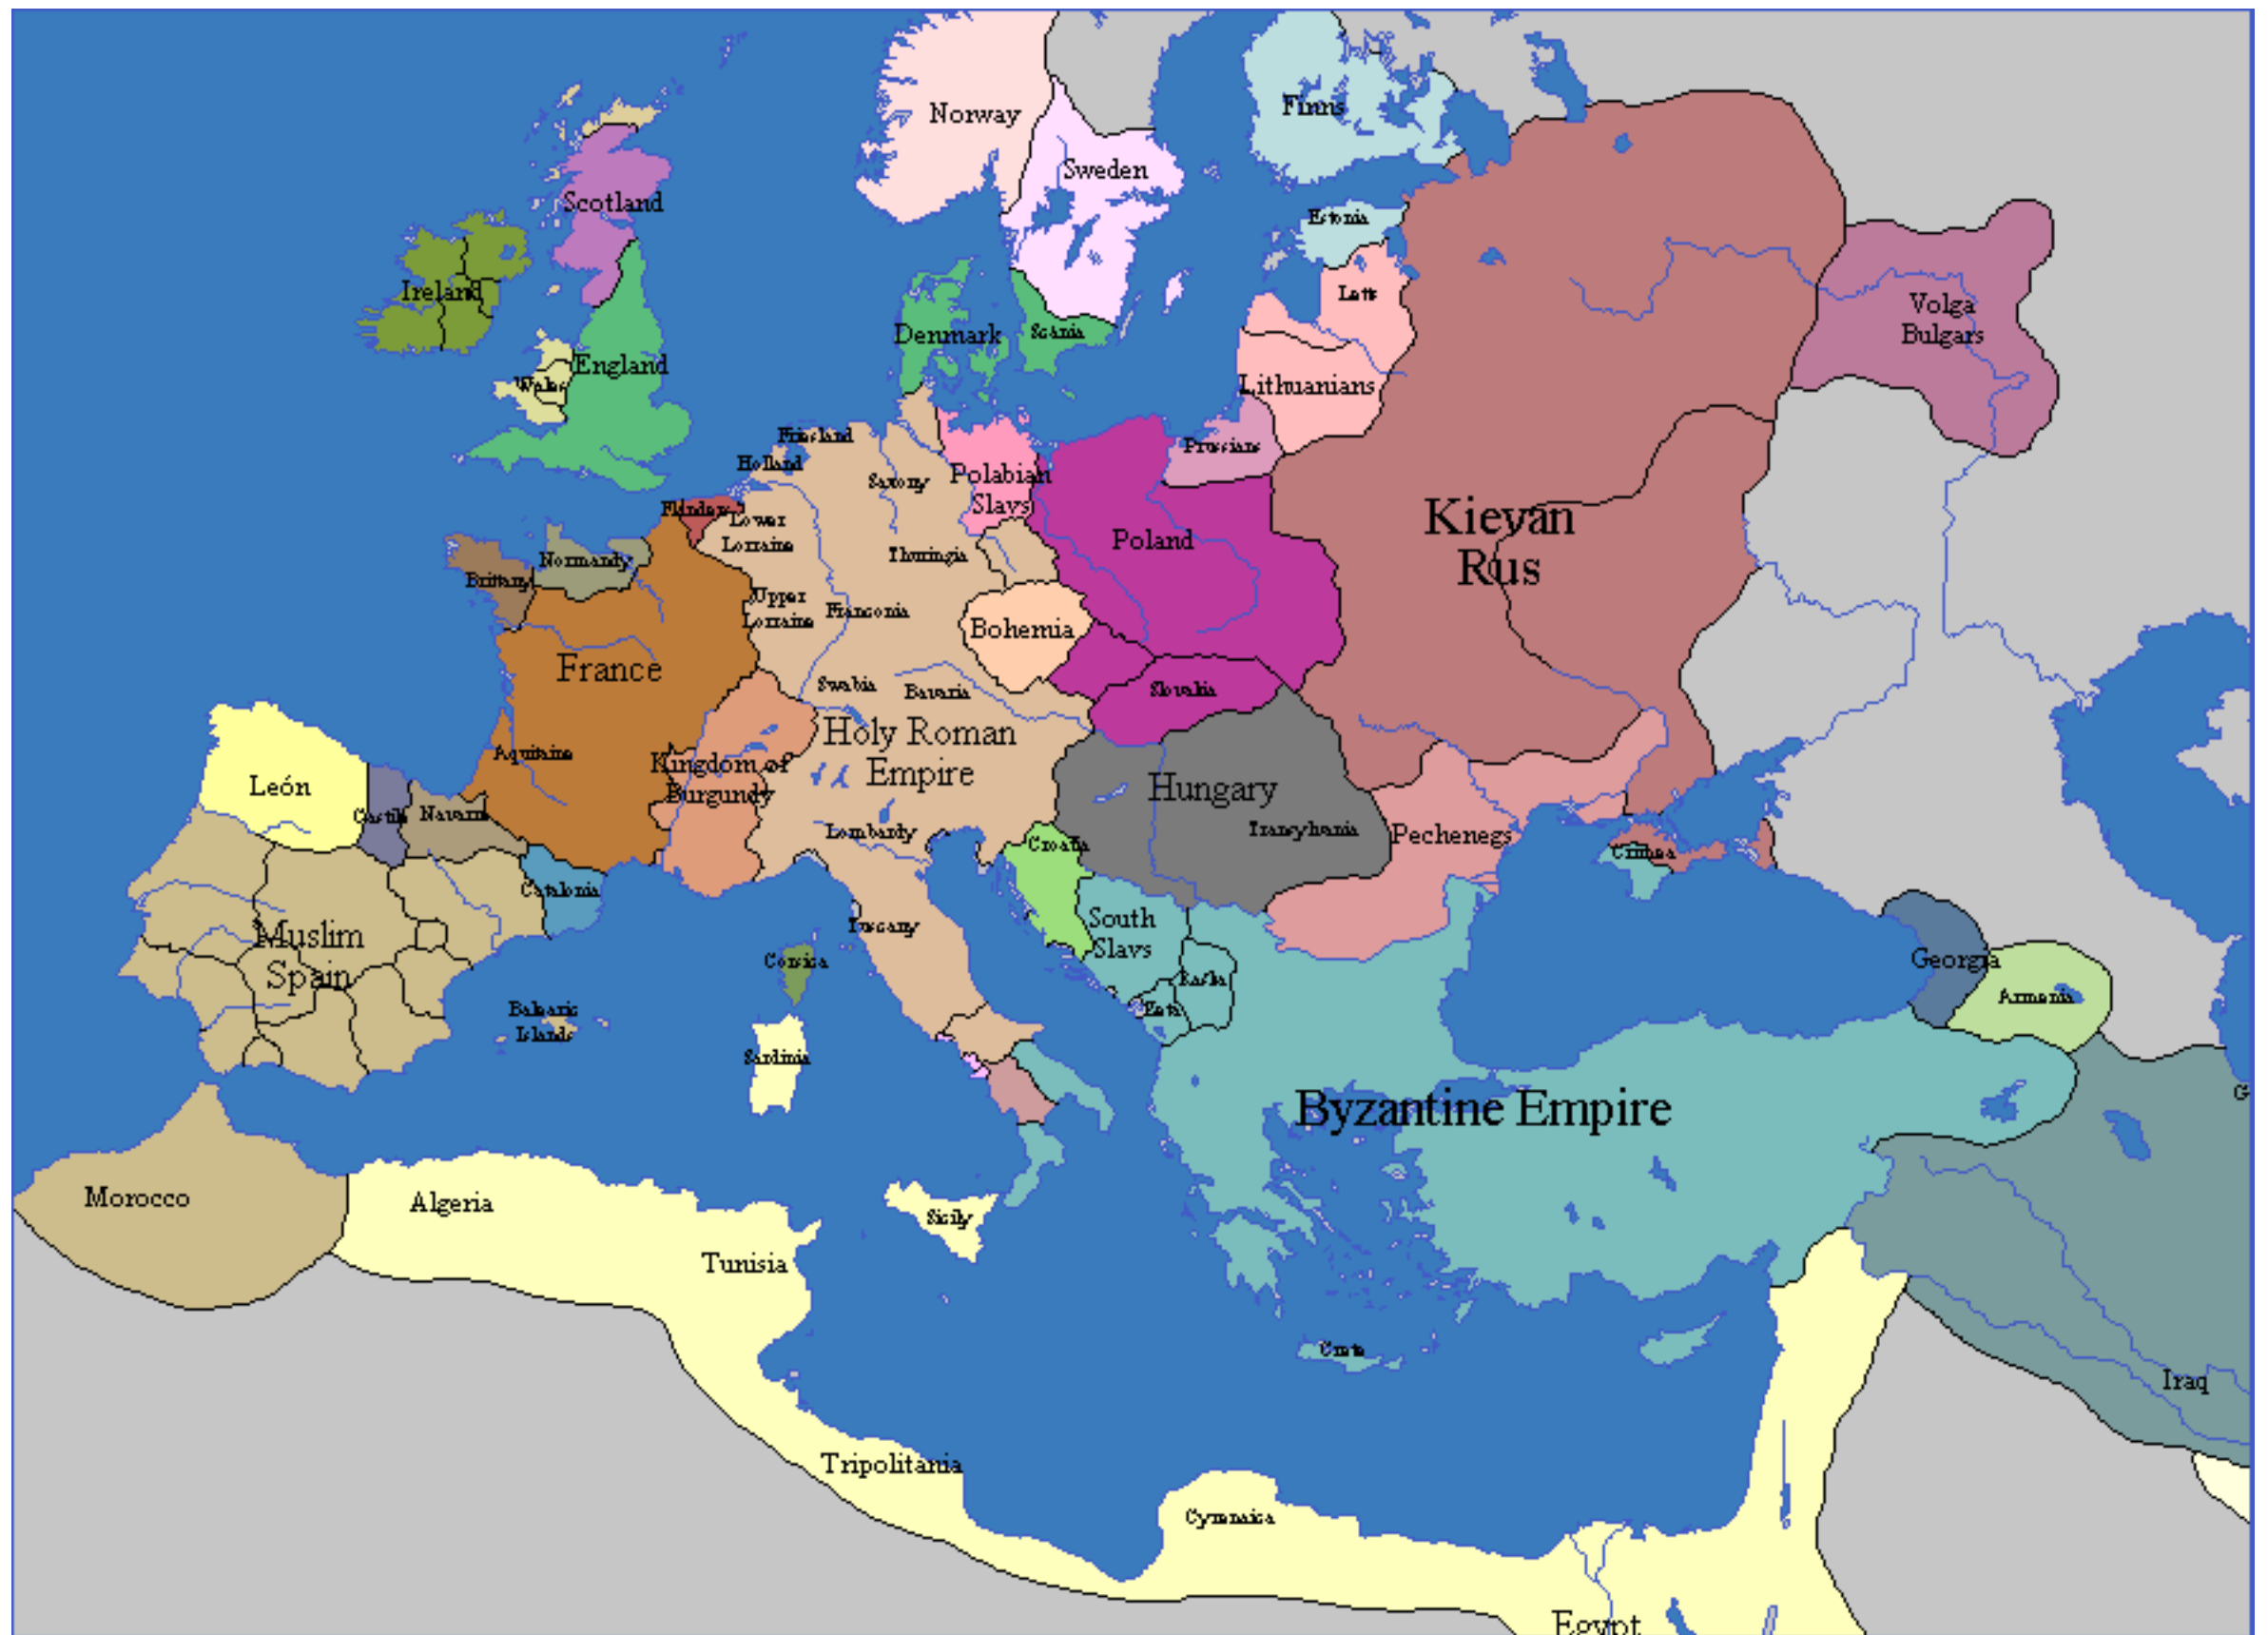 Norway
Finns
Sweden
Scotland
Estonia
Ireland
Letts
Volga
Bulgars
Denmark
Scania
England
Wales
Lithuanians
Friesland
Holland
Prussians
Saxony
Polabian
Slavs
Flanders
Lower
Lorraine
Kievan
Rus
Poland
Normandy
Thuringia
Brittany
Upper
Lorraine
Franconia
Bohemia
France
Swabia
Bavaria
Slovakia
Holy Roman
Empire
Aquitaine
Kingdom of
Burgundy
León
Hungary
Castile
Navarre
Lombardy
Transylvania
Pechenegs
Croatia
Crimea
Catalonia
South
Slavs
Tuscany
Muslim
Spain
Corsica
Georgia
Raska
Zeta
Armenia
Balearic
Islands
Sardinia
G
Byzantine Empire
Morocco
Algeria
Sicily
Tunisia
Crete
Iraq
Tripolitania
Cyrenaica
Egypt